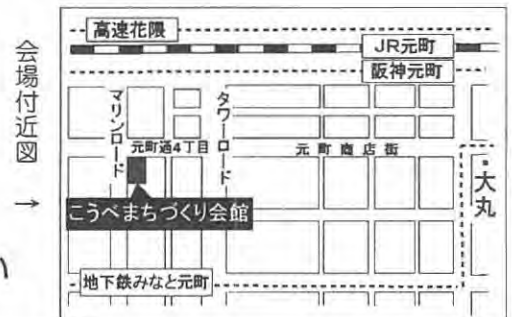 会場付近図
→
高速花隈
JR元町
阪神元町
マリンロード
タワーロード
元町通4丁目
元町商店街
大丸
こうべまちづくり会館
地下鉄みなと元町
い